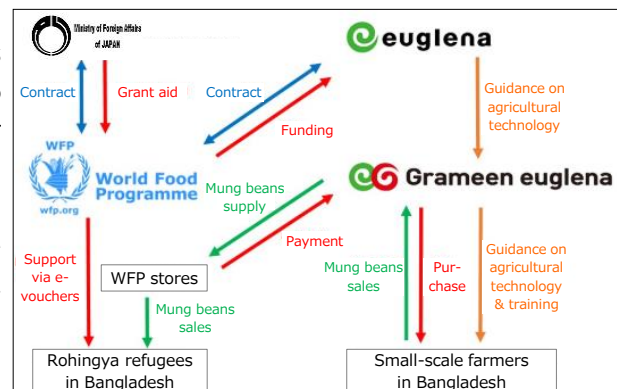 Ministry of Foreign Affairs
of JAPAN
euglena
Contract
Grant aid
Contract
Funding
Guidance on
agricultural
technology
WFP
wfp.org
World Food
Programme
Mung beans
supply
Grameen euglena
Payment
Support
via e-
vouchers
WFP stores
Mung beans
sales
Mung beans
sales
Pur-
chase
Guidance on
agricultural
technology
& training
Rohingya refugees
in Bangladesh
Small-scale farmers
in Bangladesh